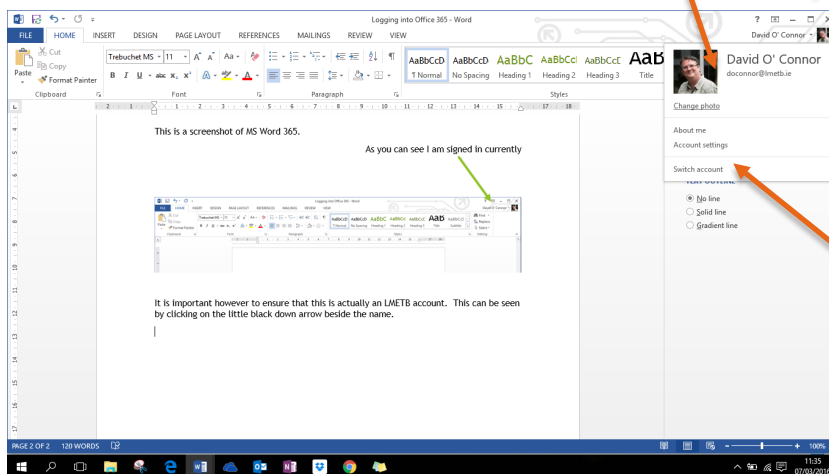 Logging into Office 365 - Word
FILE HOME INSERT DESIGN PAGE LAYOUT REFERENCES MAILINGS REVIEW VIEW
David O' Connor
Cut
Copy
Format Painter
Paste
Clipboard
Trebuchet MS 11
Font
Paragraph
AaBbCcD AaBbCcD AaBbC AaBbCcI AaBbCcC AaB
¶ Normal No Spacing Heading 1 Heading 2 Heading 3 Title
Styles
David O' Connor
doconnor@lmetb.ie
Change photo
About me
Account settings
Switch account
TEXT OUTLINE
No line
Solid line
Gradient line
This is a screenshot of MS Word 365.
As you can see I am signed in currently
It is important however to ensure that this is actually an LMETB account. This can be seen
by clicking on the little black down arrow beside the name.
PAGE 2 OF 2 120 WORDS
100%
11:35
07/03/2016